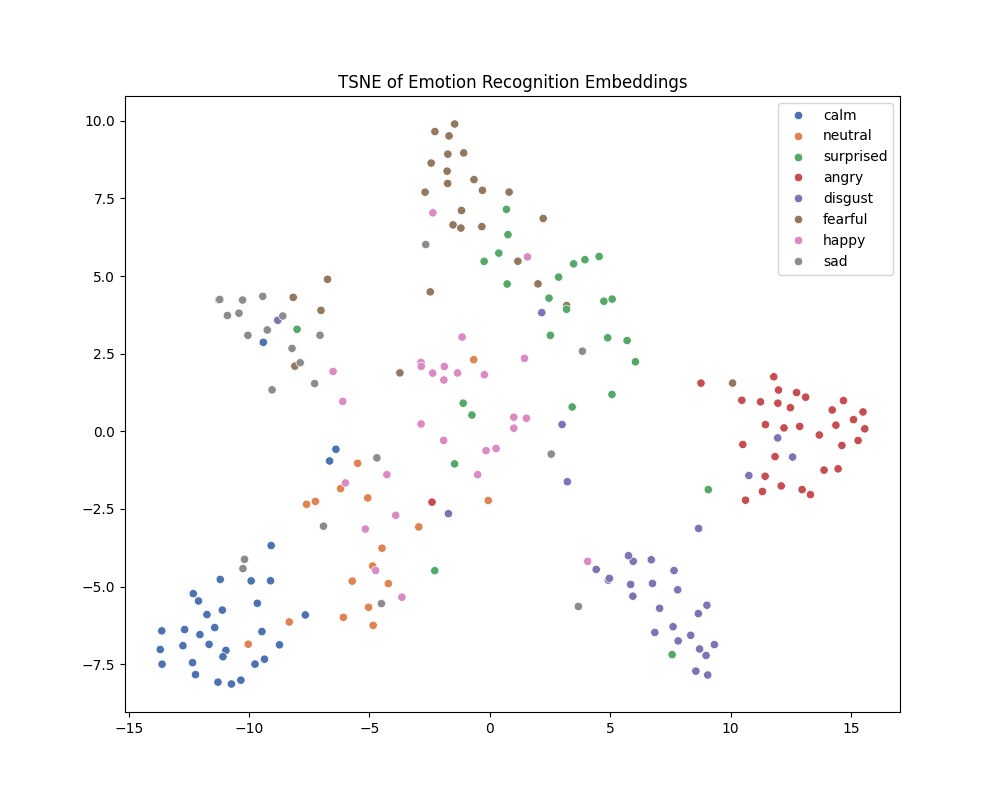 TSNE of Emotion Recognition Embeddings
calm
neutral
surprised
angry
disgust
fearful
happy
sad
10.0
7.5
5.0
2.5
0.0
−2.5
−5.0
−7.5
−15
−10
−5
0
5
10
15